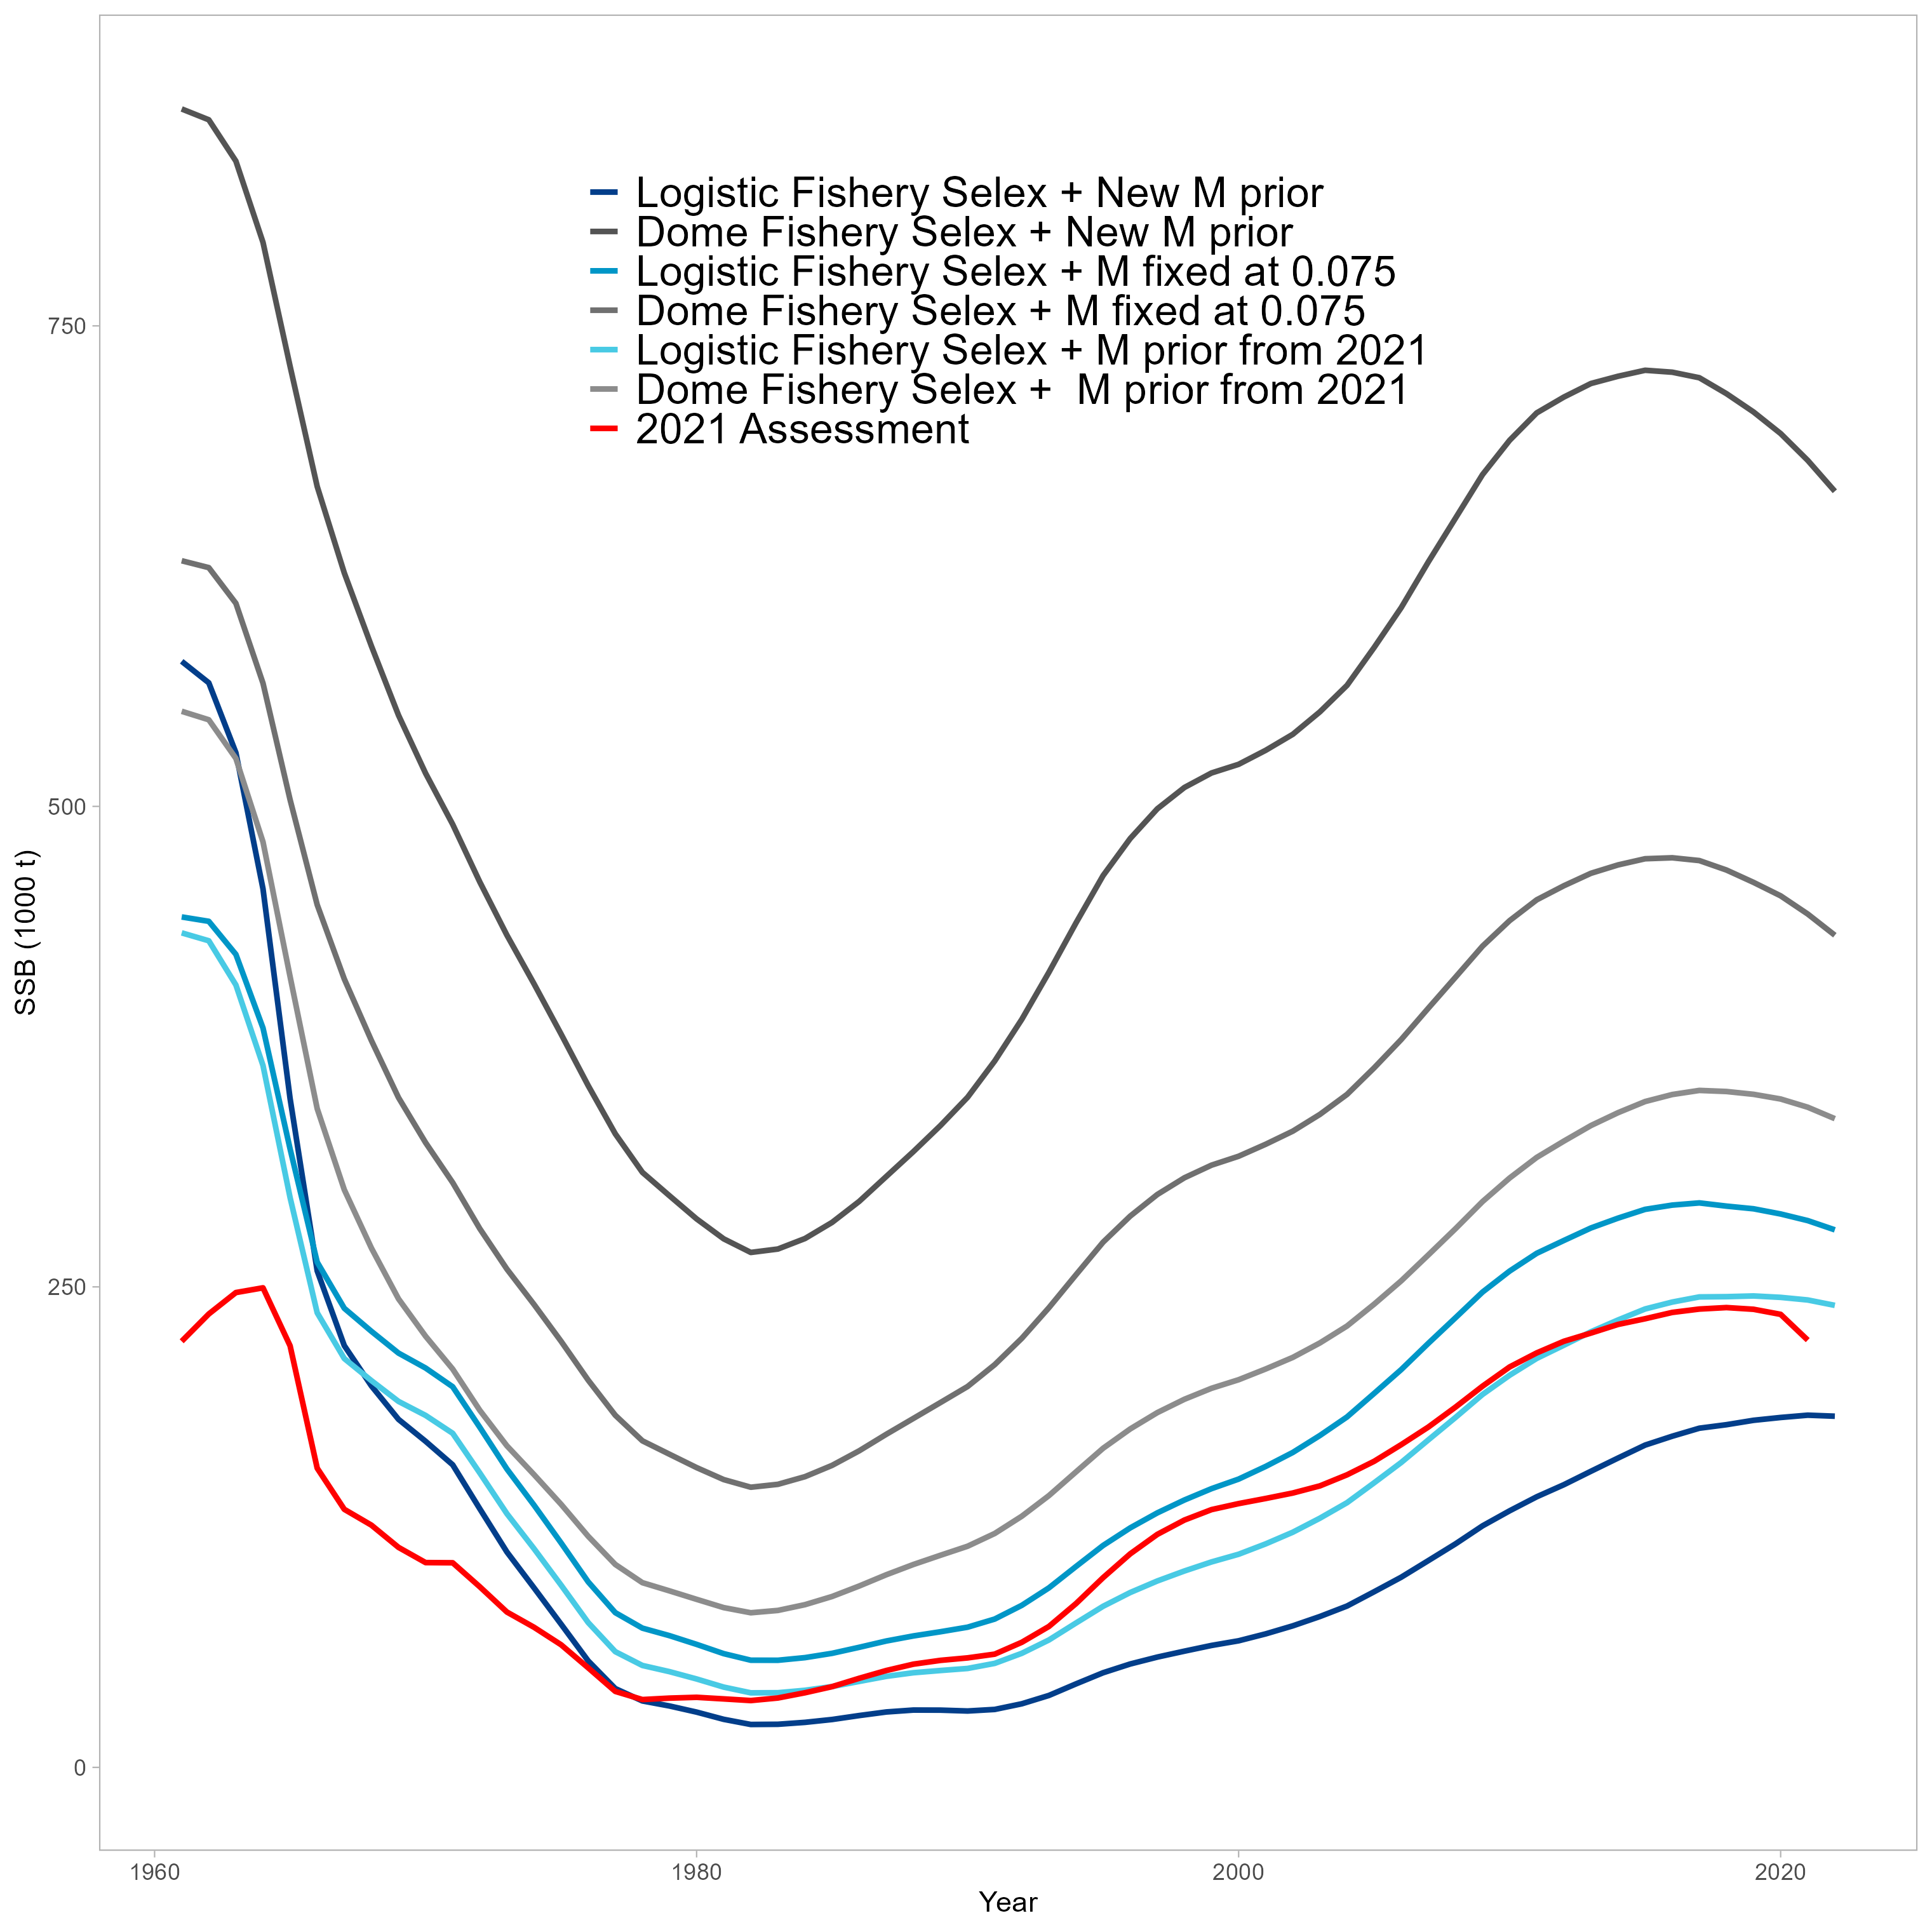 Logistic Fishery Selex + New M prior
Dome Fishery Selex + New M prior
Logistic Fishery Selex + M fixed at 0.075
Dome Fishery Selex + M fixed at 0.075
Logistic Fishery Selex + M prior from 2021
Dome Fishery Selex +  M prior from 2021
2021 Assessment
750
500
250
0
SSB (1000 t)
1960
1980
2000
2020
Year